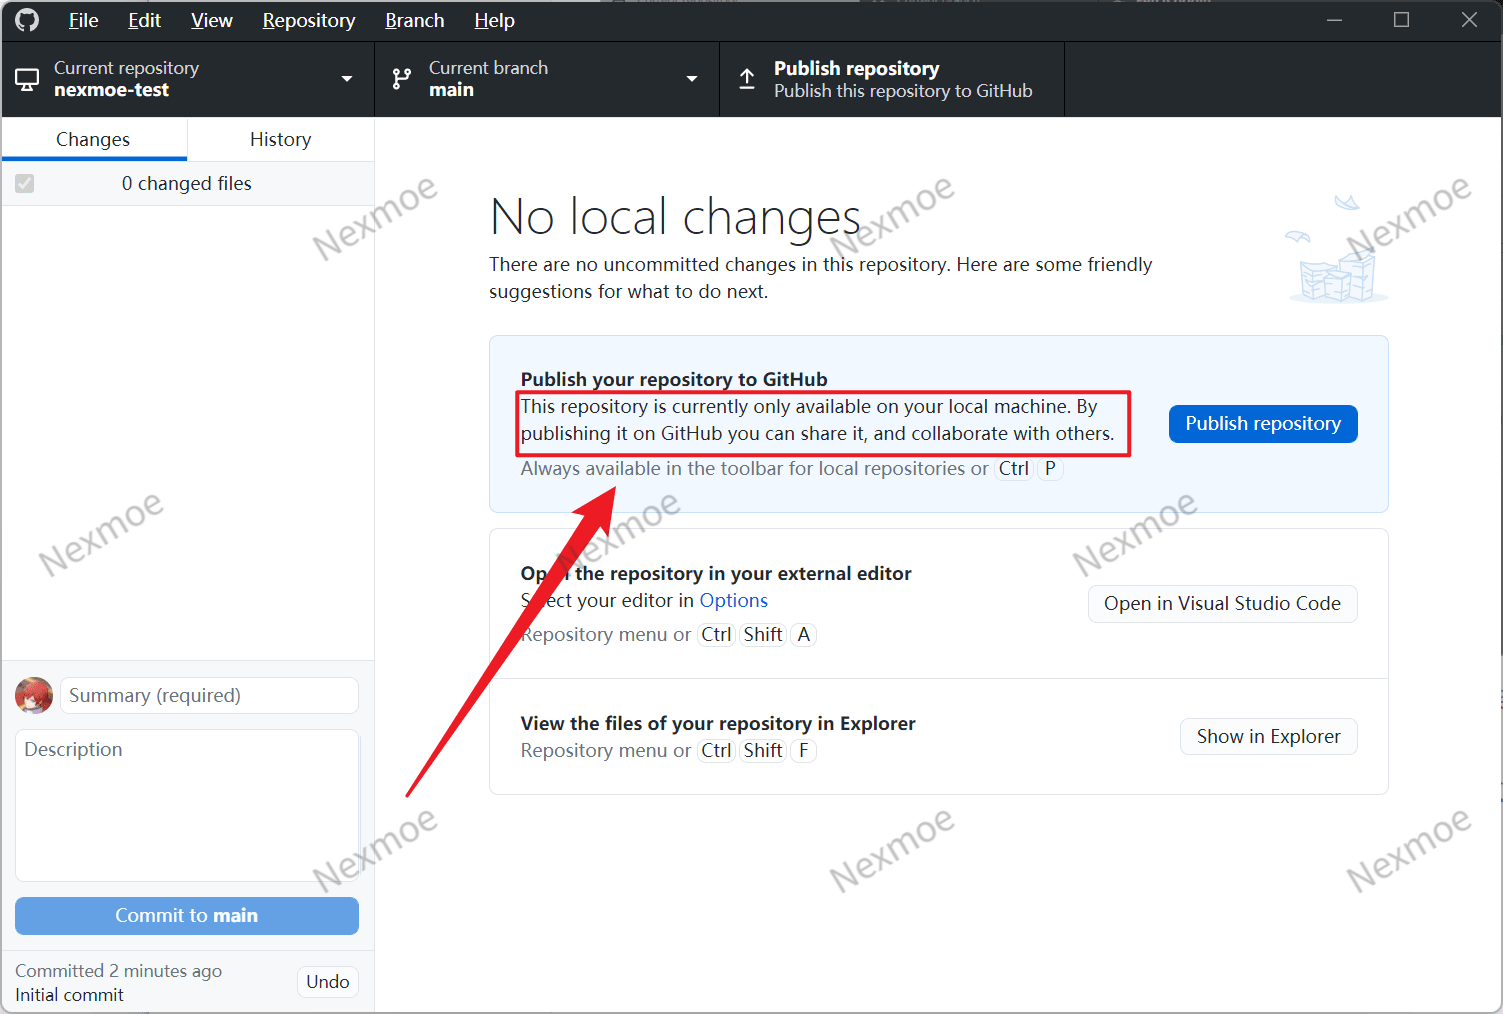 File Edit View Repository Branch Help
Current repository
nexmoe-test
Current branch
main
Publish repository
Publish this repository to GitHub
Changes History
0 changed files
No local changes
There are no uncommitted changes in this repository. Here are some friendly
suggestions for what to do next.
Publish your repository to GitHub
This repository is currently only available on your local machine. By
publishing it on GitHub you can share it, and collaborate with others.
Always available in the toolbar for local repositories or Ctrl P
Publish repository
Open the repository in your external editor
Select your editor in Options
Repository menu or Ctrl Shift A
Open in Visual Studio Code
View the files of your repository in Explorer
Repository menu or Ctrl Shift F
Show in Explorer
Summary (required)
Description
Commit to main
Committed 2 minutes ago
Initial commit
Undo
Nexmoe
Nexmoe
Nexmoe
Nexmoe
Nexmoe
Nexmoe
Nexmoe
Nexmoe
Nexmoe